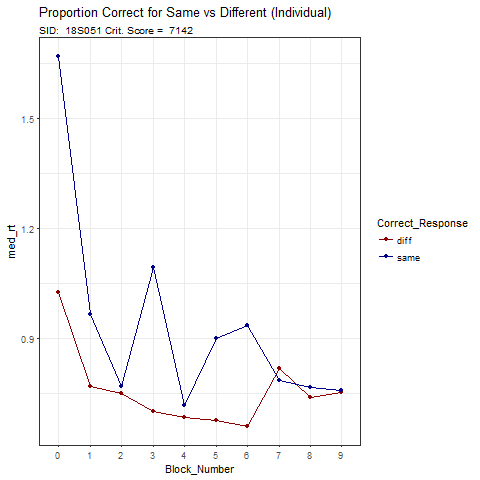 Proportion Correct for Same vs Different (Individual)
SID:  18S051 Crit. Score =  7142
1.5
1.2
0.9
med_rt
0 1 2 3 4 5 6 7 8 9
Block_Number
Correct_Response
diff
same